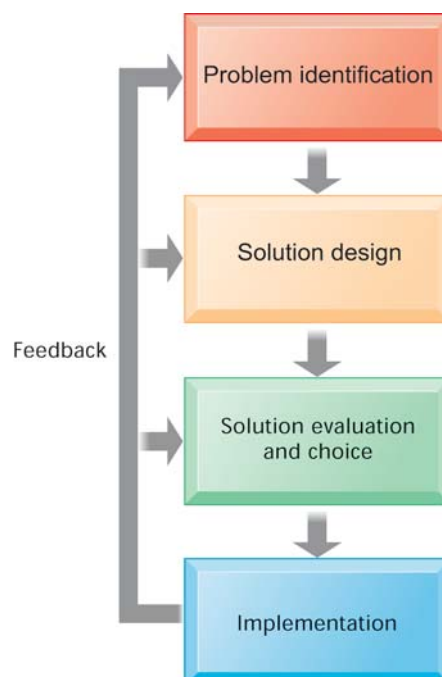 Problem identification
Solution design
Feedback
Solution evaluation
and choice
Implementation